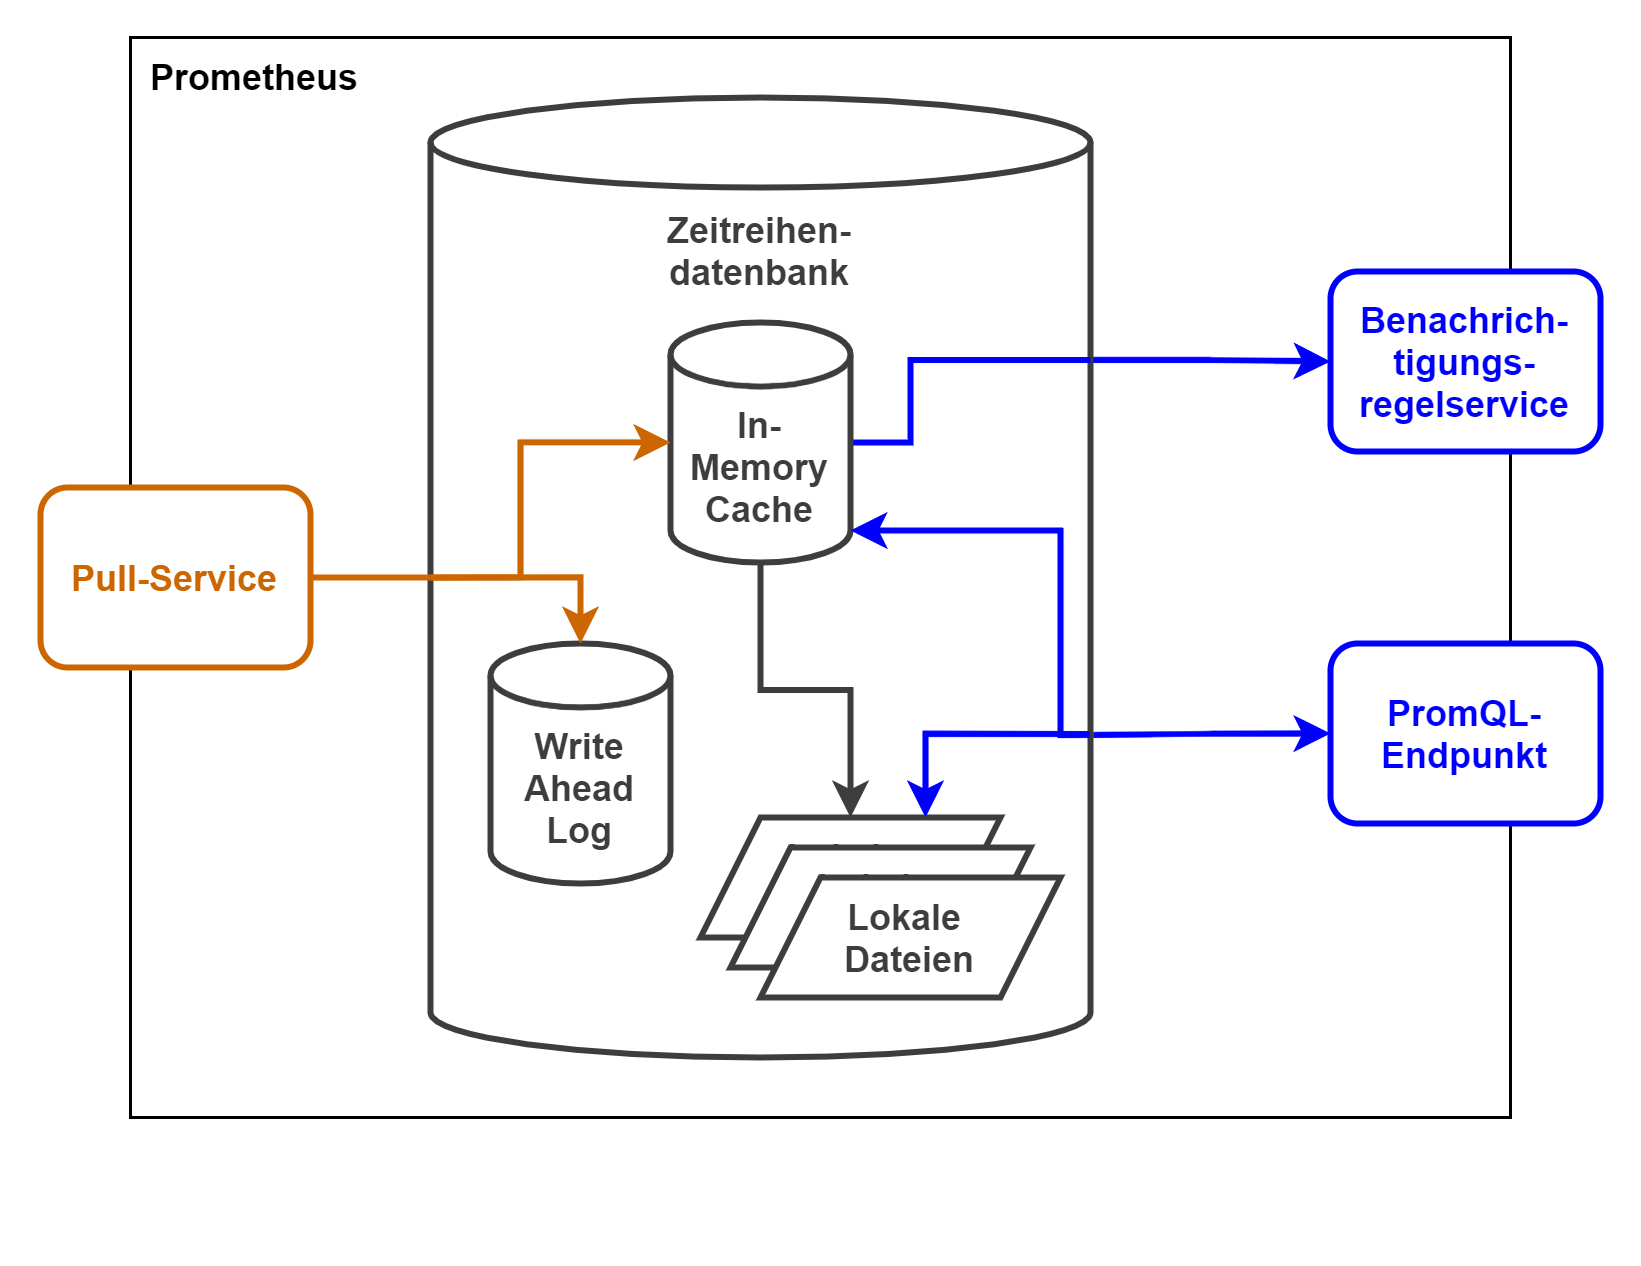 Prometheus
Zeitreihen-
datenbank
Benachrich-
tigungs-
regelservice
In-
Memory
Cache
Pull-Service
Write
Ahead
Log
PromQL-
Endpunkt
Lokale
Dateien